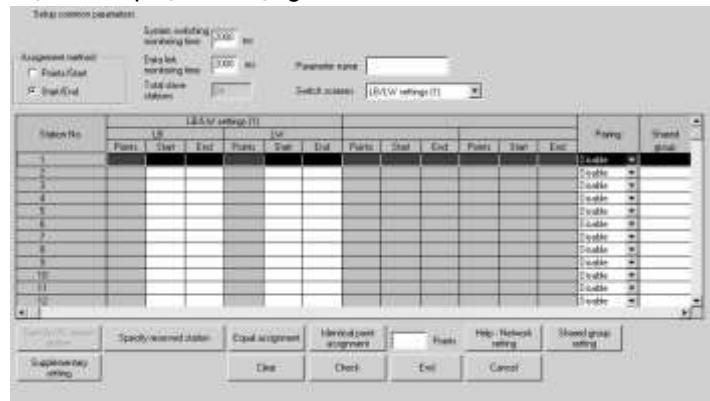 Setup common parameters
System switching
monitoring time 2000 ms
Assignment method
Points/Start
Start/End
Data link
monitoring time 2000 ms
Total slave
stations
Parameter name
Switch screens LB/LW settings (1)
Station No.
LB/LW settings (1)
LB LW
Points Start End Points Start End Points Start End Points Start End
Pairing
Shared
group
1 Disable
2 Disable
3 Disable
4 Disable
5 Disable
6 Disable
7 Disable
8 Disable
9 Disable
10 Disable
11 Disable
12 Disable
Specify reserved station
Equal assignment
Identical point
assignment
Points
Help - Network
setting
Shared group
setting
Supplementary
setting
Clear
Check
End
Cancel